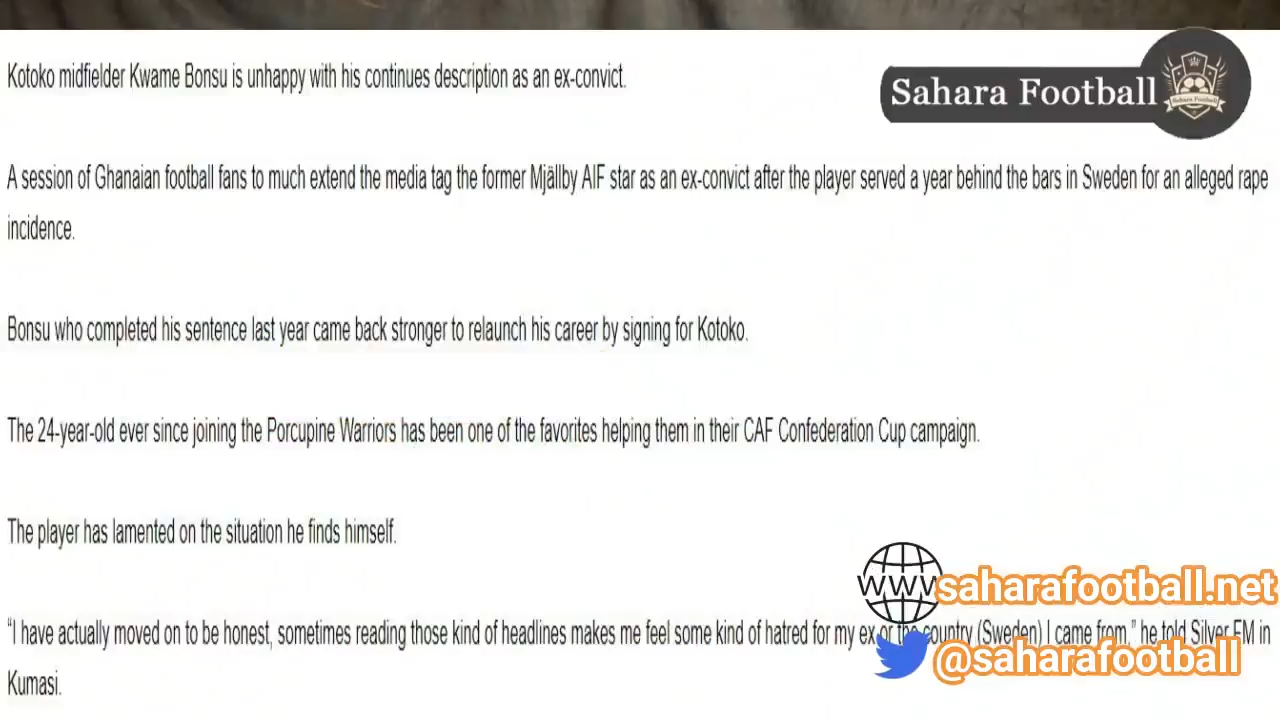 Kotoko midfielder Kwame Bonsu is unhappy with his continues description as an ex-convict.
Sahara Football
Sahara Football
A session of Ghanaian football fans to much extend the media tag the former Mjällby AIF star as an ex-convict after the player served a year behind the bars in Sweden for an alleged rape
incidence.
Bonsu who completed his sentence last year came back stronger to relaunch his career by signing for Kotoko.
The 24-year-old ever since joining the Porcupine Warriors has been one of the favorites helping them in their CAF Confederation Cup campaign.
The player has lamented on the situation he finds himself.
www saharafootball.net
“I have actually moved on to be honest, sometimes reading those kind of headlines makes me feel some kind of hatred for my ex or the country (Sweden) I came from,” he told Silver FM in
Kumasi.
@saharafootball